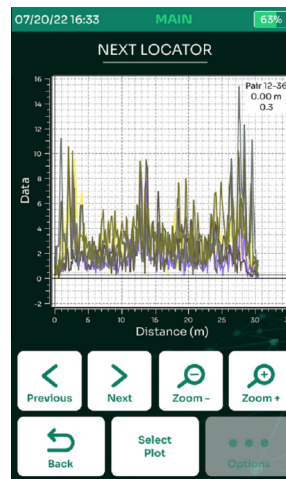 07/20/22 16:33 MAIN 63%
NEXT LOCATOR
Pair 12-36
0.00 m
0.3
16
14
12
10
8
6
4
2
0
-2
Data
0 5 10 15 20 25 30
Distance (m)
Previous Next Zoom - Zoom +
Back Select Plot Options